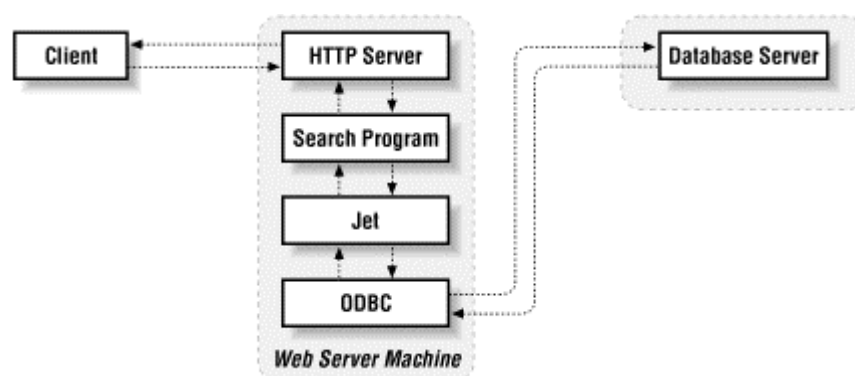 Client
HTTP Server
Database Server
Search Program
Jet
ODBC
Web Server Machine